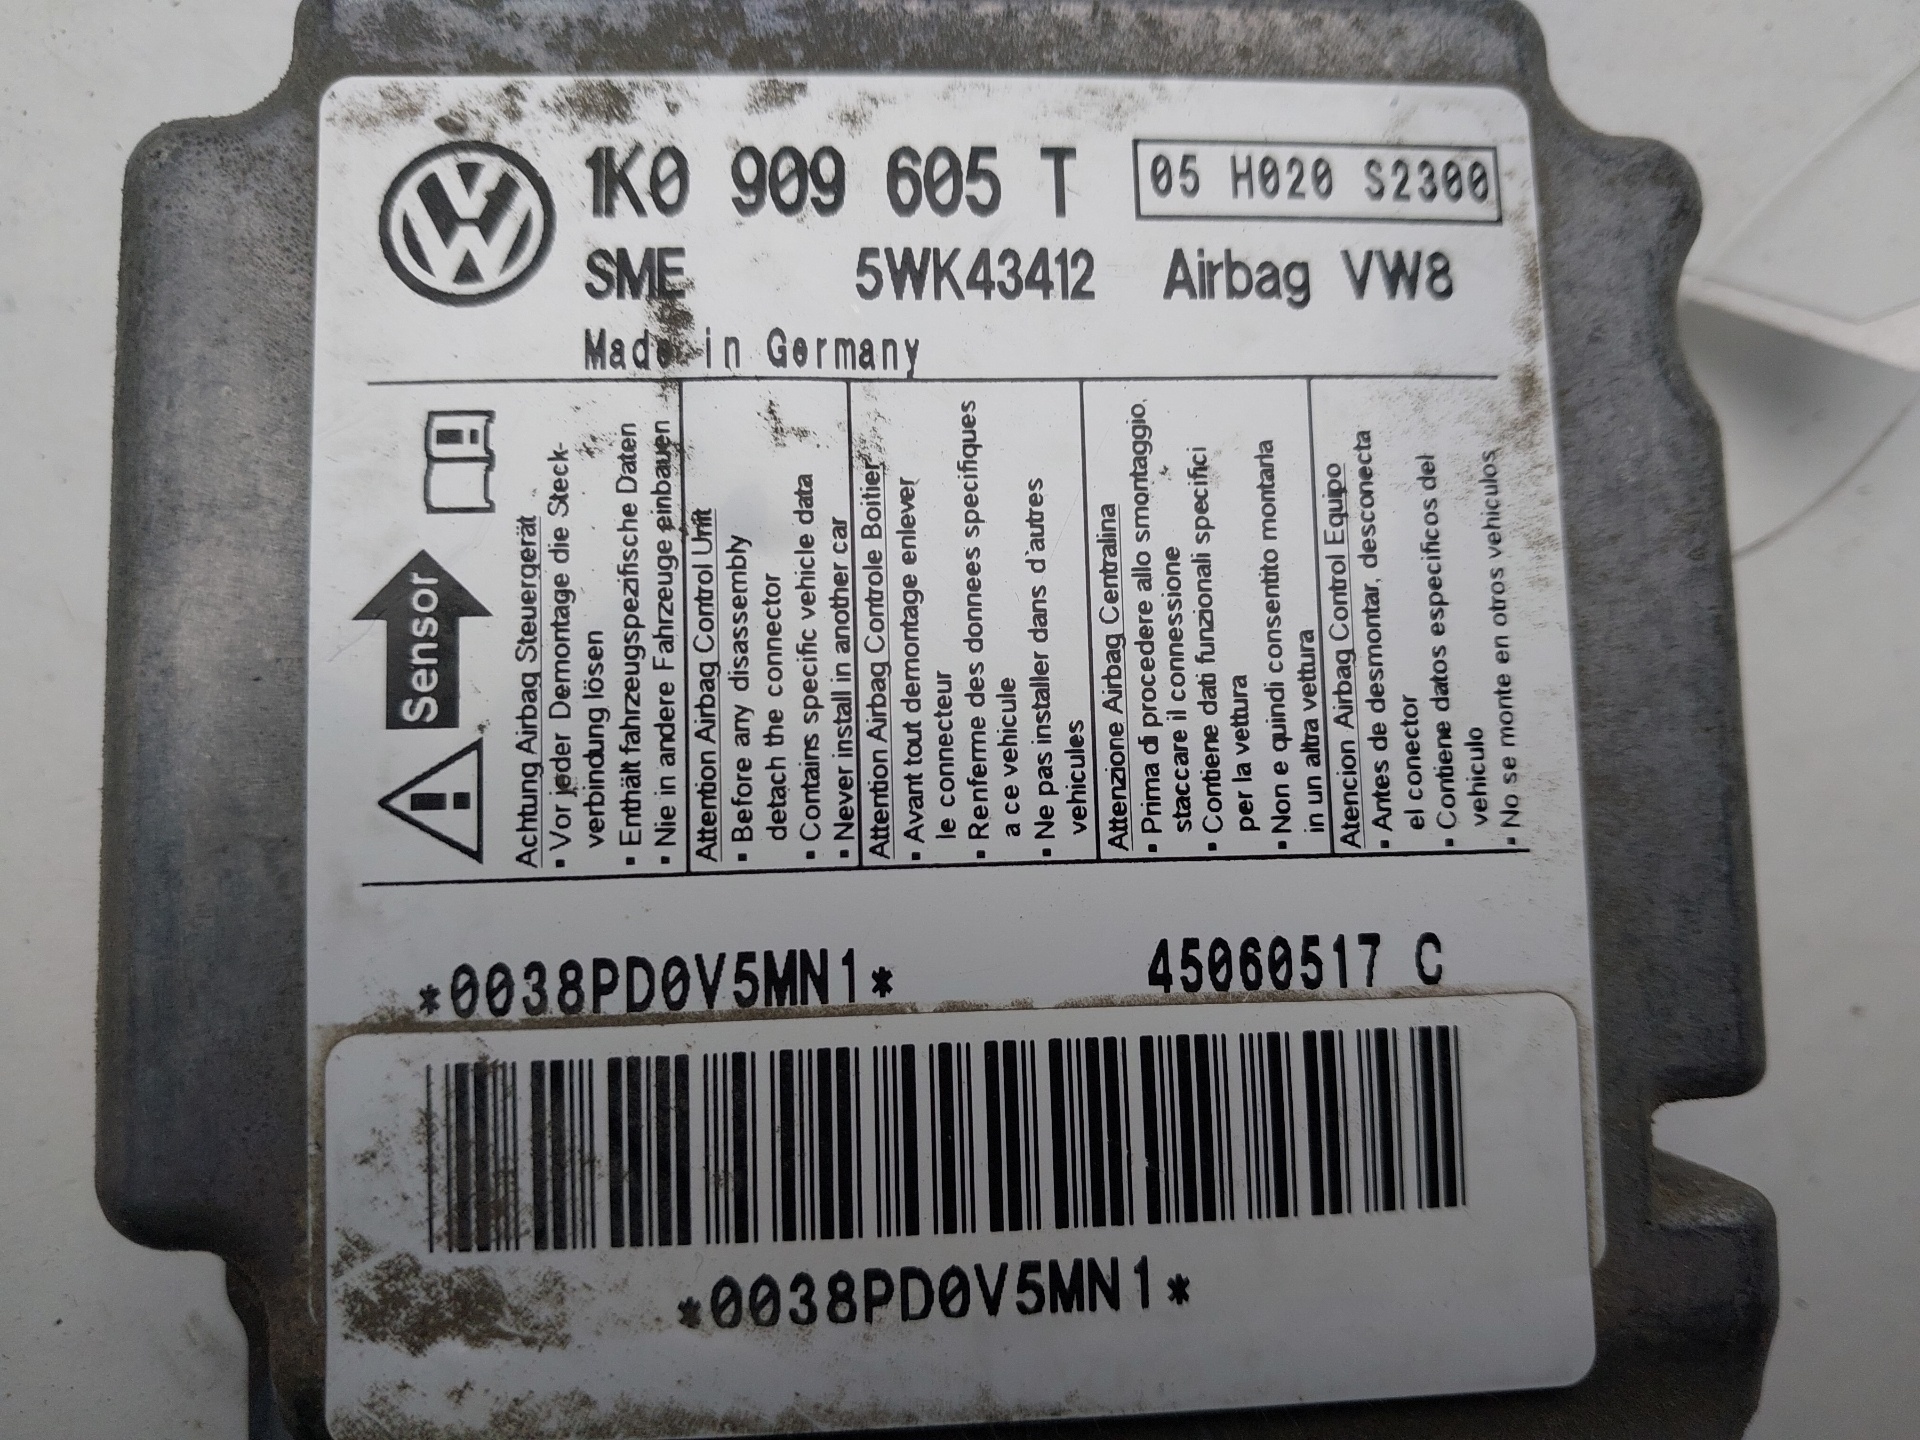 1K0 909 605 T 05 H020 S2300
SME 5WK43412 Airbag VW8
Made in Germany
Sensor
Achtung Airbag Steuergerät
▪ Vor jeder Demontage die Steck-
verbindung lösen
▪ Enthält fahrzeugspezifische Daten
▪ Nie in andere Fahrzeuge einbauen
Attention Airbag Control Unit
▪ Before any disassembly
detach the connector
▪ Contains specific vehicle data
▪ Never install in another car
Attention Airbag Controle Boitier
▪ Avant tout demontage enlever
le connecteur
▪ Renferme des donnees specifiques
a ce vehicule
▪ Ne pas installer dans d'autres
vehicules
Attenzione Airbag Centralina
▪ Prima di procedere allo smontaggio,
staccare il connessione
▪ Contiene dati funzionali specifici
per la vettura
▪ Non e quindi consentito montarla
in un altra vettura
Atencion Airbag Control Equipo
▪ Antes de desmontar, desconecta
el conector
▪ Contiene datos especificos del
vehiculo
▪ No se monte en otros vehiculos
*0038PD0V5MN1* 45060517 C
*0038PD0V5MN1*